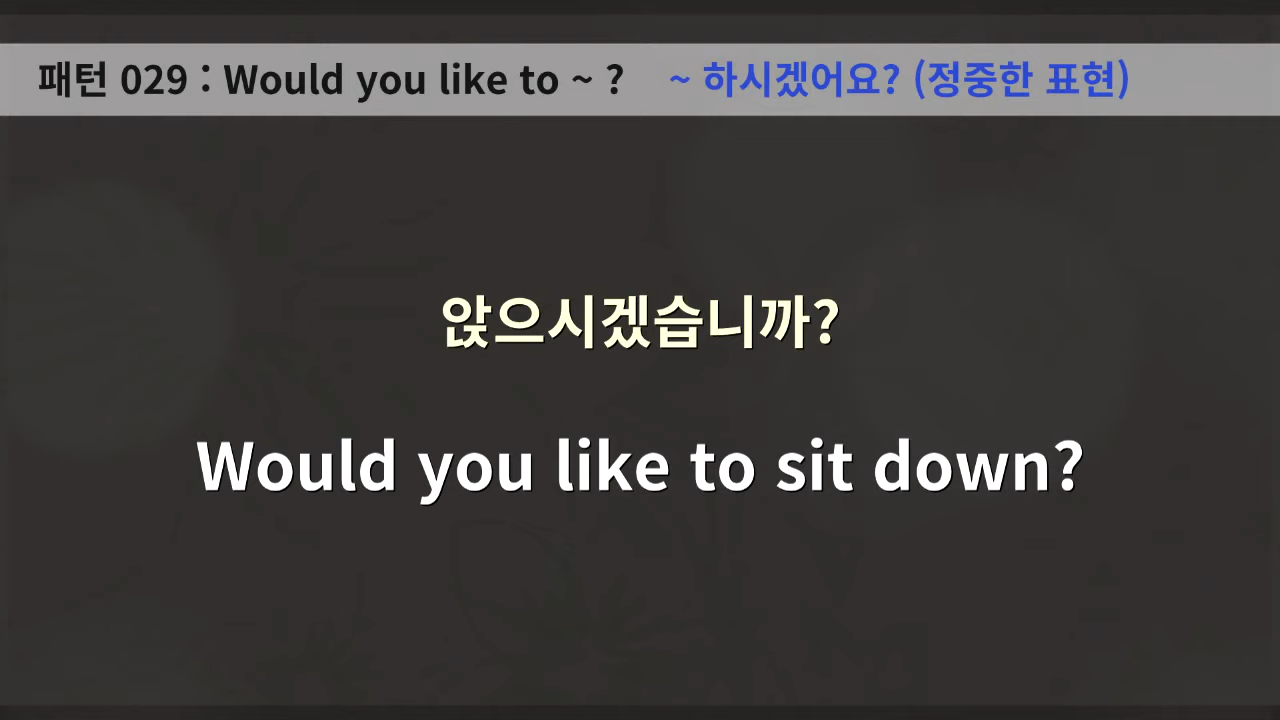 패턴 029 : Would you like to ~ ? ~ 하시겠어요? (정중한 표현)
앉으시겠습니까?
Would you like to sit down?